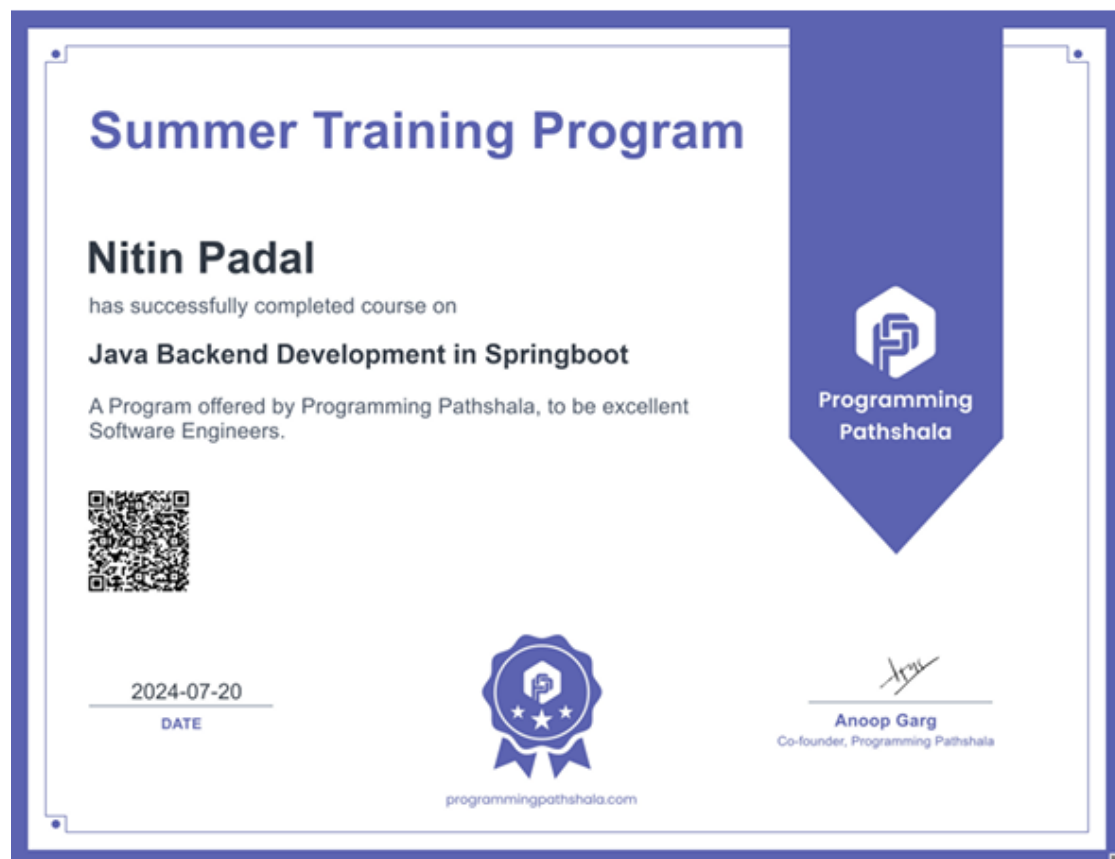 Summer Training Program
Nitin Padal
has successfully completed course on
Java Backend Development in Springboot
A Program offered by Programming Pathshala, to be excellent
Software Engineers.
Programming
Pathshala
2024-07-20
DATE
Anoop Garg
Co-founder, Programming Pathshala
programmingpathshala.com